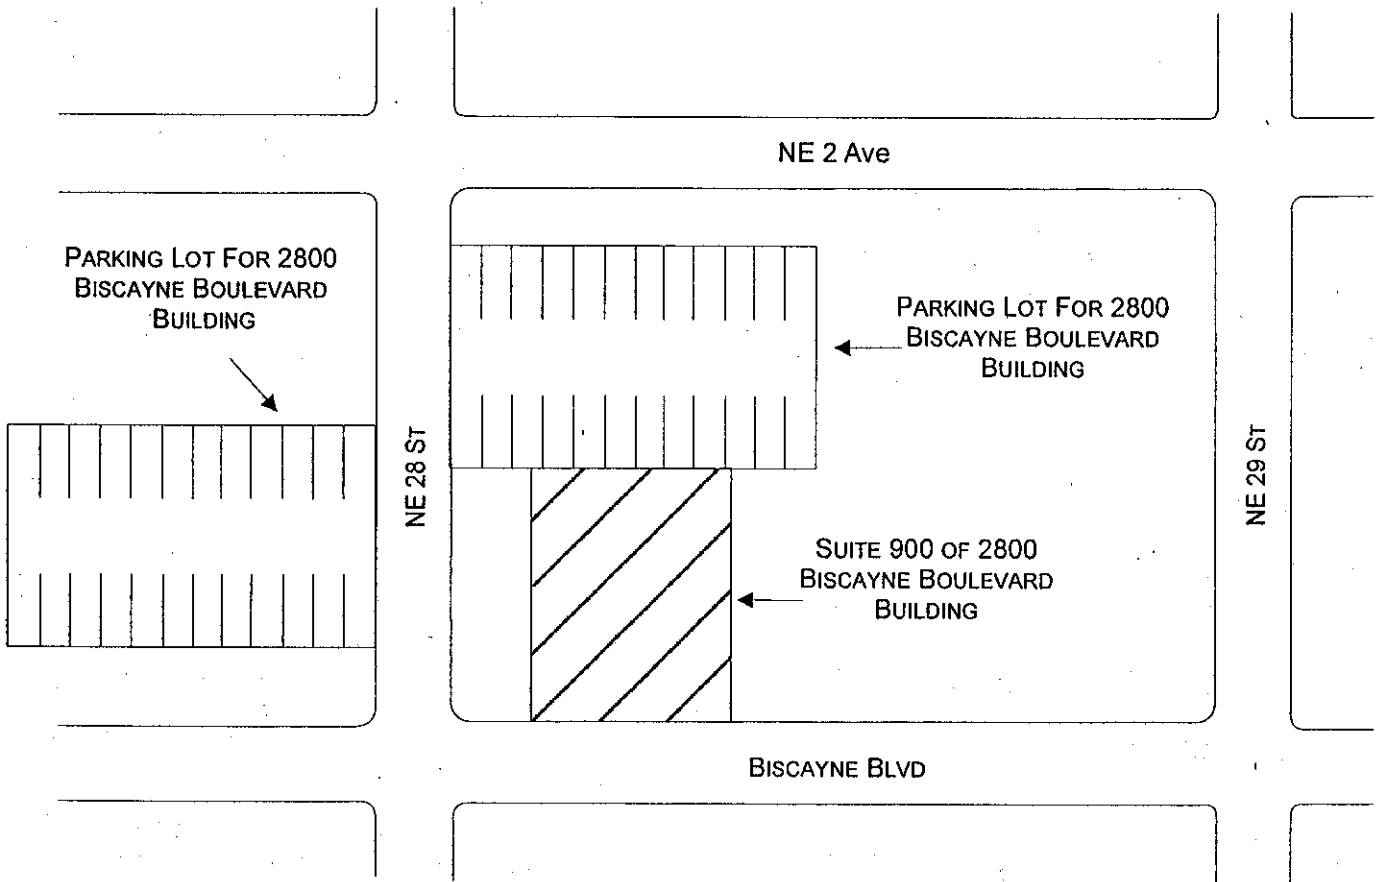 NE 2 Ave
PARKING LOT FOR 2800
BISCAYNE BOULEVARD
BUILDING
PARKING LOT FOR 2800
BISCAYNE BOULEVARD
BUILDING
NE 28 ST
NE 29 ST
SUITE 900 OF 2800
BISCAYNE BOULEVARD
BUILDING
BISCAYNE BLVD